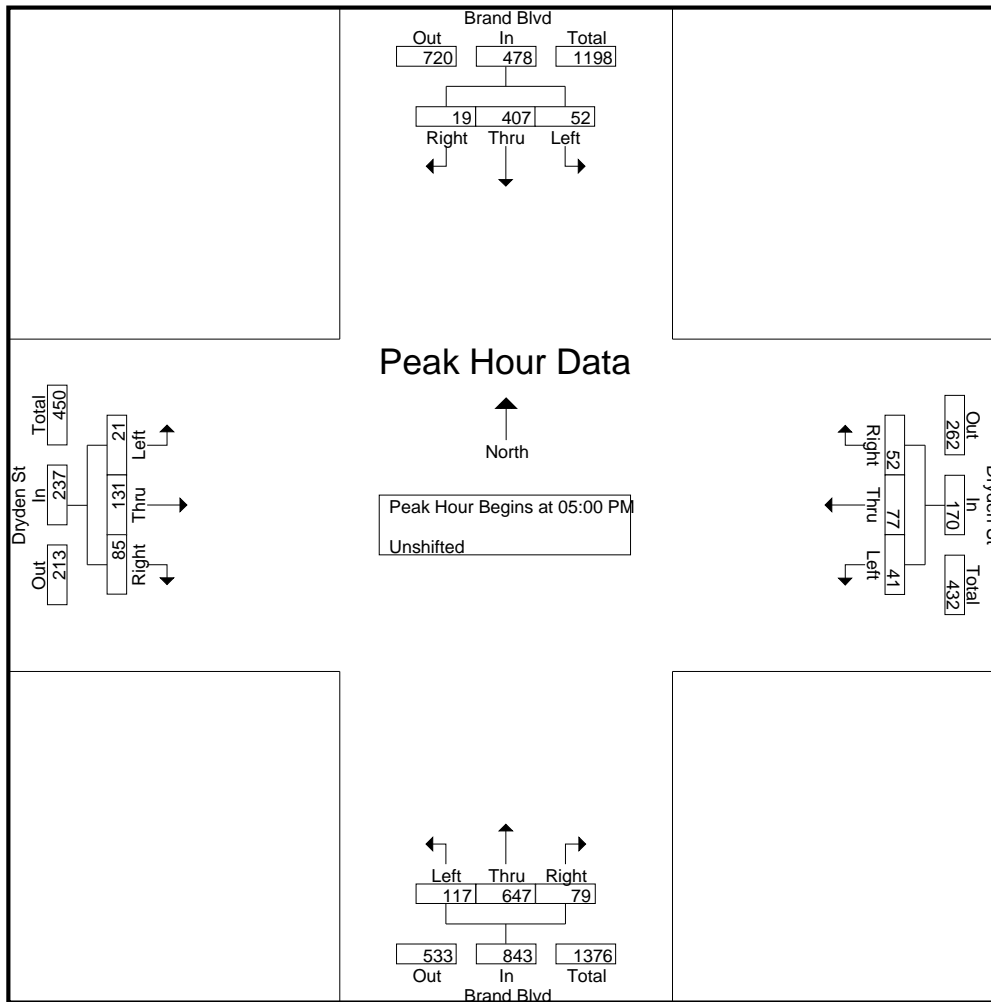 Brand Blvd
Out In Total
720 478 1198
19 407 52
Right Thru Left
Peak Hour Data
North
Peak Hour Begins at 05:00 PM
Unshifted
Dryden St
Total In Out
450 237 213
21 131 85
Left Thru Right
Right Thru Left
52 77 41
Out In Total
262 170 432
Dryden St
Left Thru Right
117 647 79
533 843 1376
Out In Total
Brand Blvd